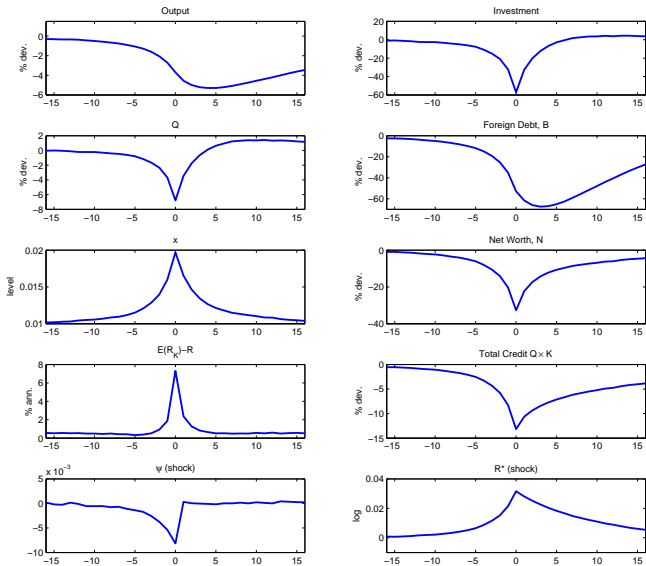 Output
% dev.
0
−2
−4
−6
−15 −10 −5 0 5 10 15
Investment
% dev.
20
0
−20
−40
−60
−15 −10 −5 0 5 10 15
Q
% dev.
2
0
−2
−4
−6
−8
−15 −10 −5 0 5 10 15
Foreign Debt, B
% dev.
0
−20
−40
−60
−15 −10 −5 0 5 10 15
x
level
0.02
0.015
0.01
−15 −10 −5 0 5 10 15
Net Worth, N
% dev.
0
−20
−40
−15 −10 −5 0 5 10 15
E(R_K)−R
% ann.
8
6
4
2
0
−15 −10 −5 0 5 10 15
Total Credit Q× K
% dev.
0
−5
−10
−15
−15 −10 −5 0 5 10 15
ψ (shock)
x 10⁻³
5
0
−5
−10
−15 −10 −5 0 5 10 15
R* (shock)
log
0.04
0.02
0
−15 −10 −5 0 5 10 15